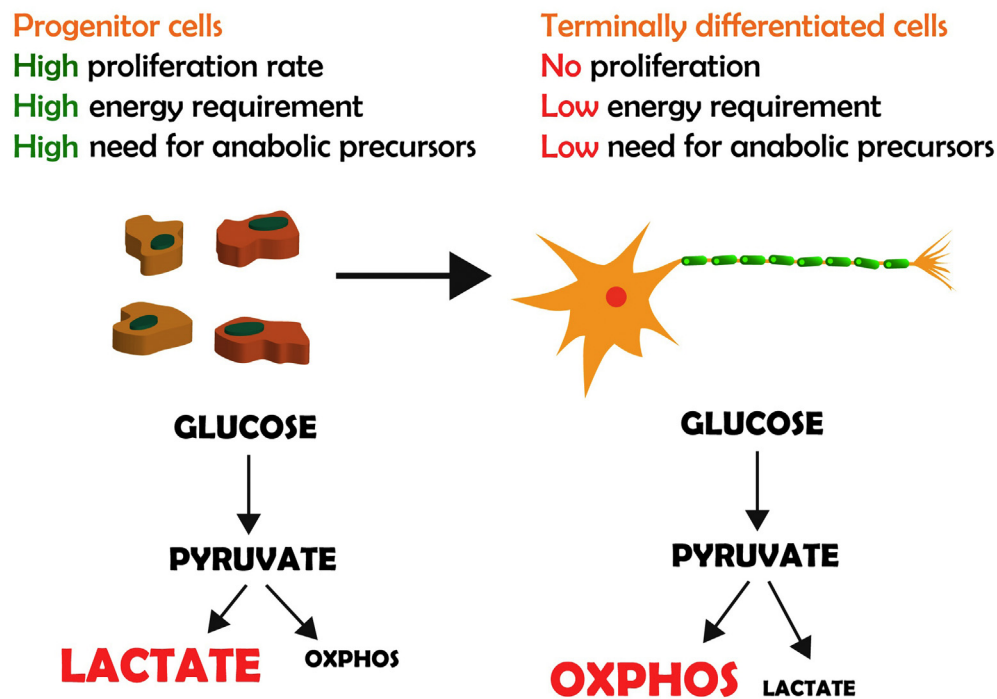 Progenitor cells
High proliferation rate
High energy requirement
High need for anabolic precursors
Terminally differentiated cells
No proliferation
Low energy requirement
Low need for anabolic precursors
GLUCOSE
PYRUVATE
LACTATE
OXPHOS
GLUCOSE
PYRUVATE
OXPHOS
LACTATE